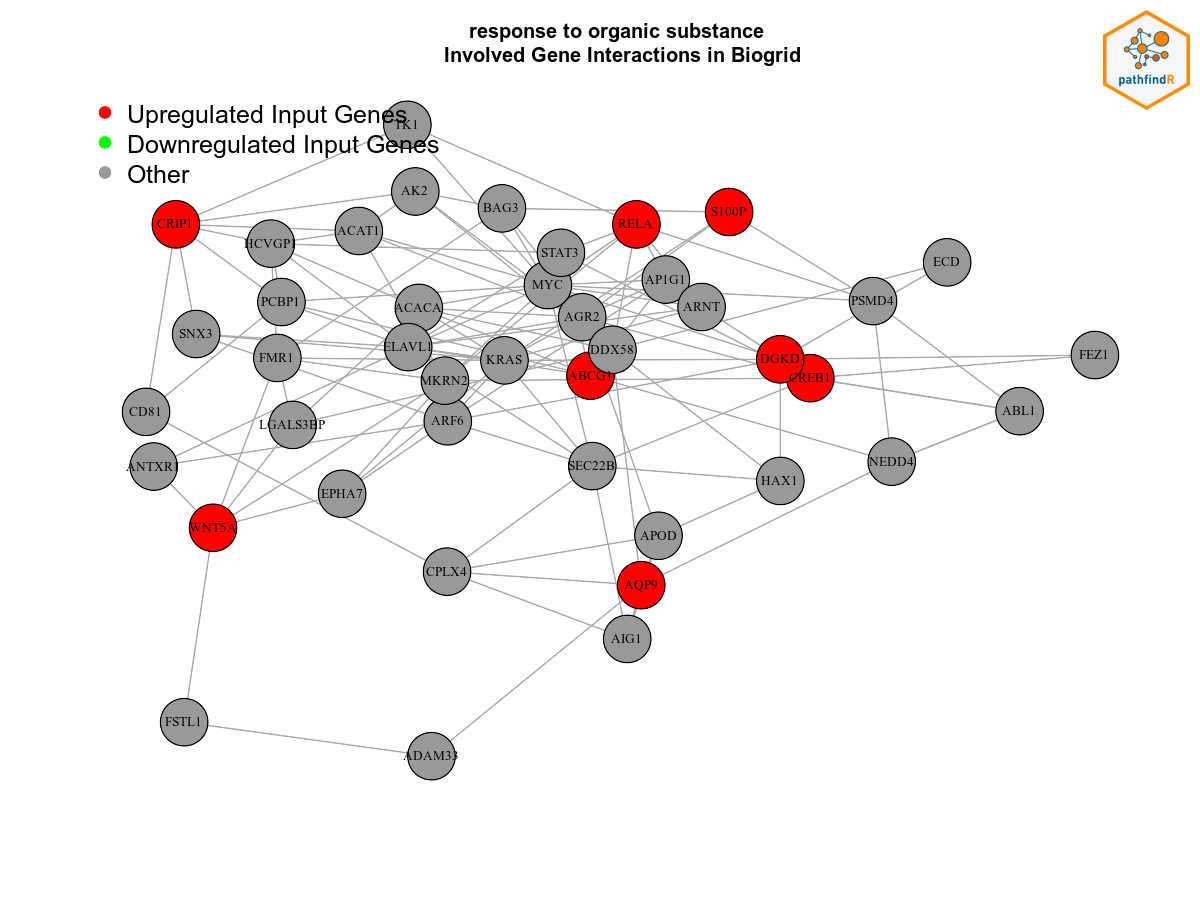 response to organic substance
Involved Gene Interactions in Biogrid
pathfindR
Upregulated Input Genes
Downregulated Input Genes
Other
TK1
AK2
BAG3
CRIP1
ACAT1
HCVGP1
RELA
S100P
STAT3
ECD
MYC
AP1G1
PCBP1
ACACA
ARNT
PSMD4
AGR2
SNX3
ELAVL1
DDX58
FMR1
KRAS
DGKD
FEZ1
MKRN2
ABCG1
CREB1
CD81
LGALS3BP
ARF6
ABL1
ANTXR1
SEC22B
NEDD4
EPHA7
HAX1
WNT5A
APOD
CPLX4
AQP9
AIG1
FSTL1
ADAM33